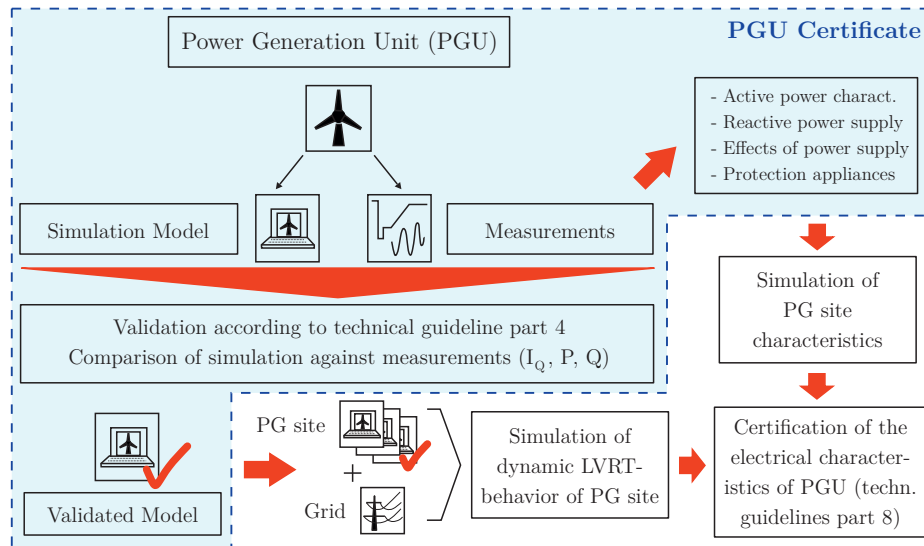 Power Generation Unit (PGU)
PGU Certificate
- Active power charact.
- Reactive power supply
- Effects of power supply
- Protection appliances
Simulation Model
Measurements
Validation according to technical guideline part 4
Comparison of simulation against measurements (I_Q, P, Q)
Simulation of
PG site
characteristics
Validated Model
PG site
+
Grid
Simulation of
dynamic LVRT-
behavior of PG site
Certification of the
electrical character-
istics of PGU (techn.
guidelines part 8)